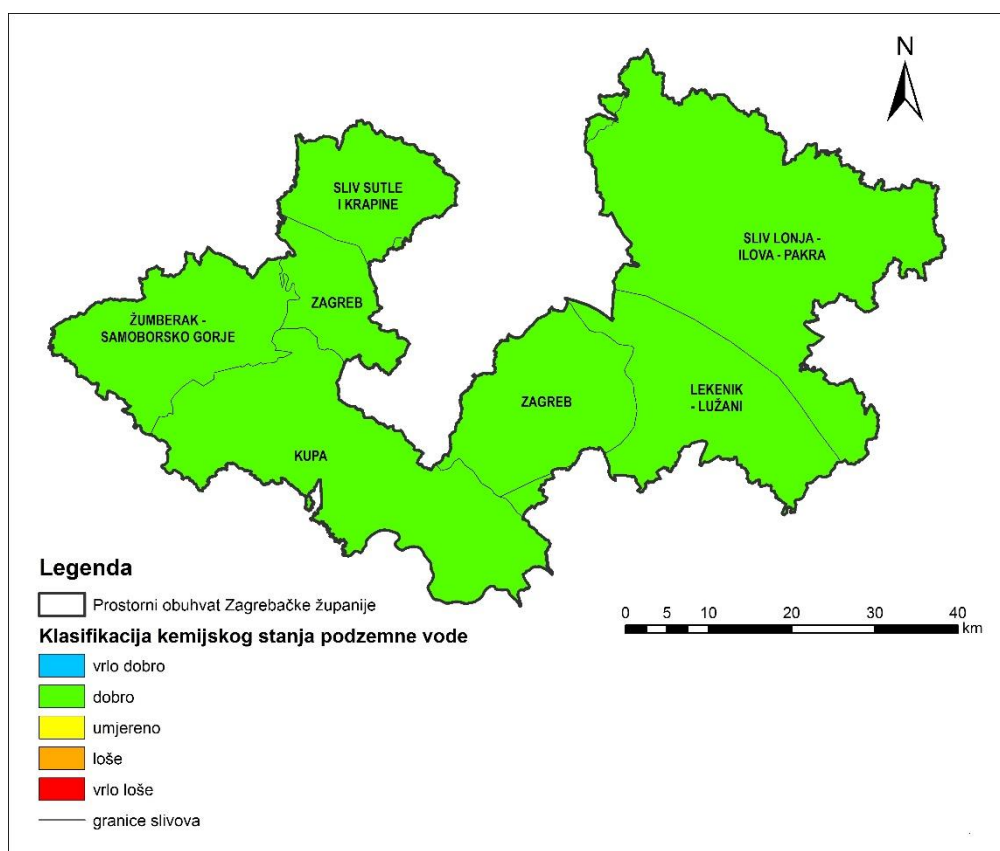 N
SLIV SUTLE
I KRAPINE
SLIV LONJA -
ILOVA - PAKRA
ZAGREB
ŽUMBERAK -
SAMOBORSKO GORJE
ZAGREB
LEKENIK
- LUŽANI
KUPA
Legenda
Prostorni obuhvat Zagrebačke županije
0 5 10 20 30 40
km
Klasifikacija kemijskog stanja podzemne vode
vrlo dobro
dobro
umjereno
loše
vrlo loše
granice slivova